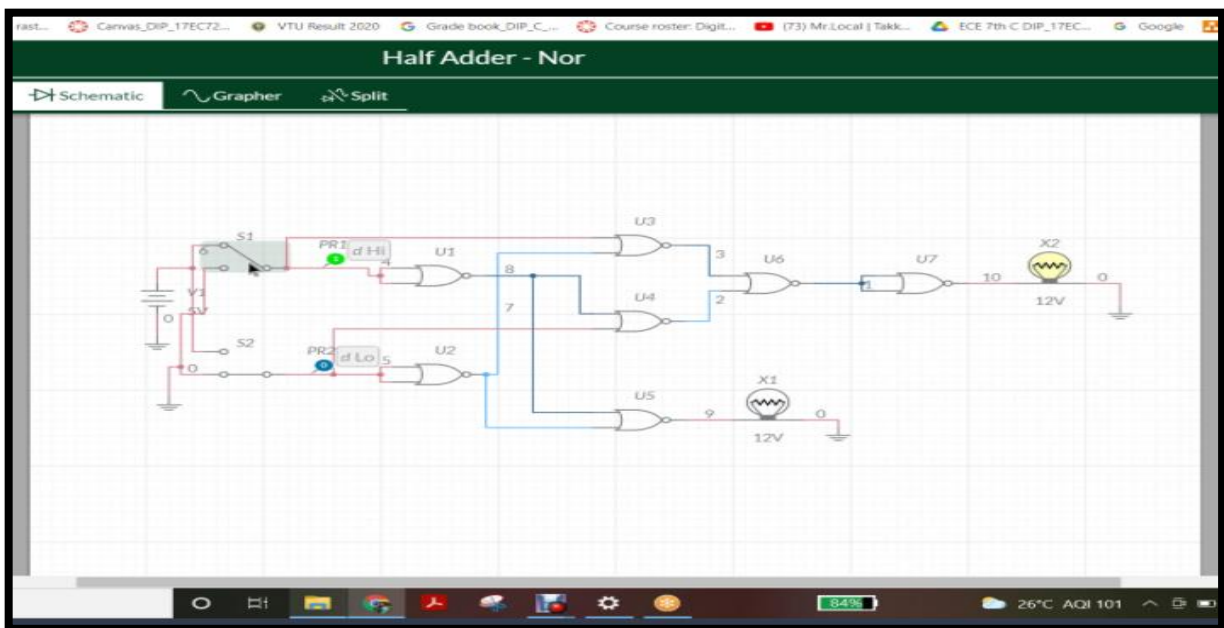 rast... Canvas_DIP_17EC72... VTU Result 2020 Grade book_DIP_C_... Course roster: Digit... (73) Mr.Local | Takk... ECE 7th C DIP_17EC... Google
Half Adder - Nor
Schematic Grapher Split
U3
S1 PR1 d Hi U1 X2
6 4 8 3 U6 U7 10 0
V1 7 U4 2 1 12V
0 5V
S2 PR2 d Lo 5 U2
0 X1
U5
9 0
12V
84% 26°C AQI 101